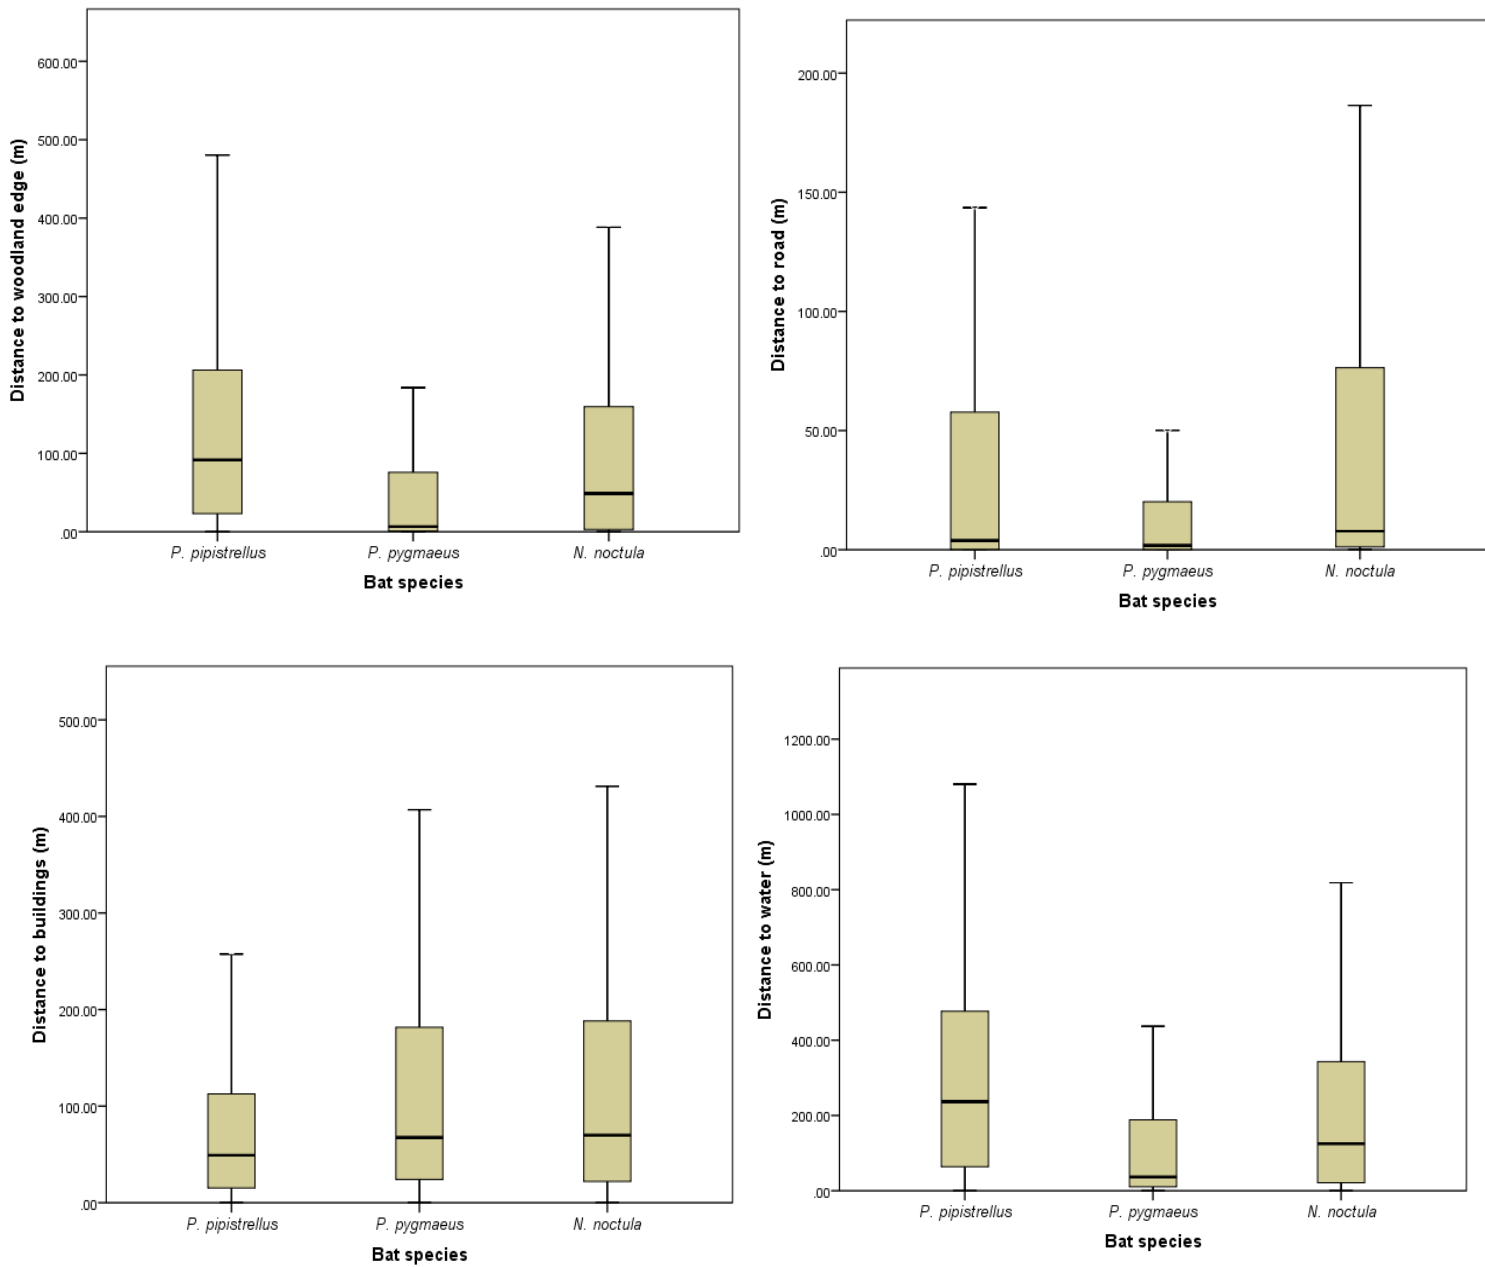 600.00
500.00
400.00
300.00
200.00
100.00
.00
Distance to woodland edge (m)
P. pipistrellus P. pygmaeus N. noctula
Bat species
200.00
150.00
100.00
50.00
.00
Distance to road (m)
P. pipistrellus P. pygmaeus N. noctula
Bat species
500.00
400.00
300.00
200.00
100.00
.00
Distance to buildings (m)
P. pipistrellus P. pygmaeus N. noctula
Bat species
1200.00
1000.00
800.00
600.00
400.00
200.00
.00
Distance to water (m)
P. pipistrellus P. pygmaeus N. noctula
Bat species